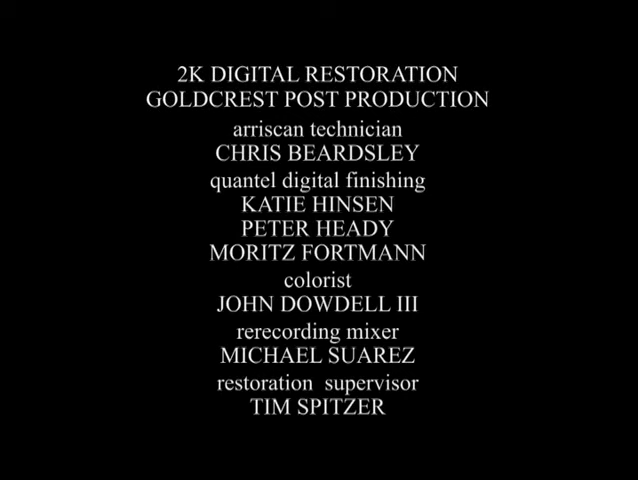 2K DIGITAL RESTORATION
GOLDCREST POST PRODUCTION
arriscan technician
CHRIS BEARDSLEY
quantel digital finishing
KATIE HINSEN
PETER HEADY
MORITZ FORTMANN
colorist
JOHN DOWDELL III
rerecording mixer
MICHAEL SUAREZ
restoration supervisor
TIM SPITZER